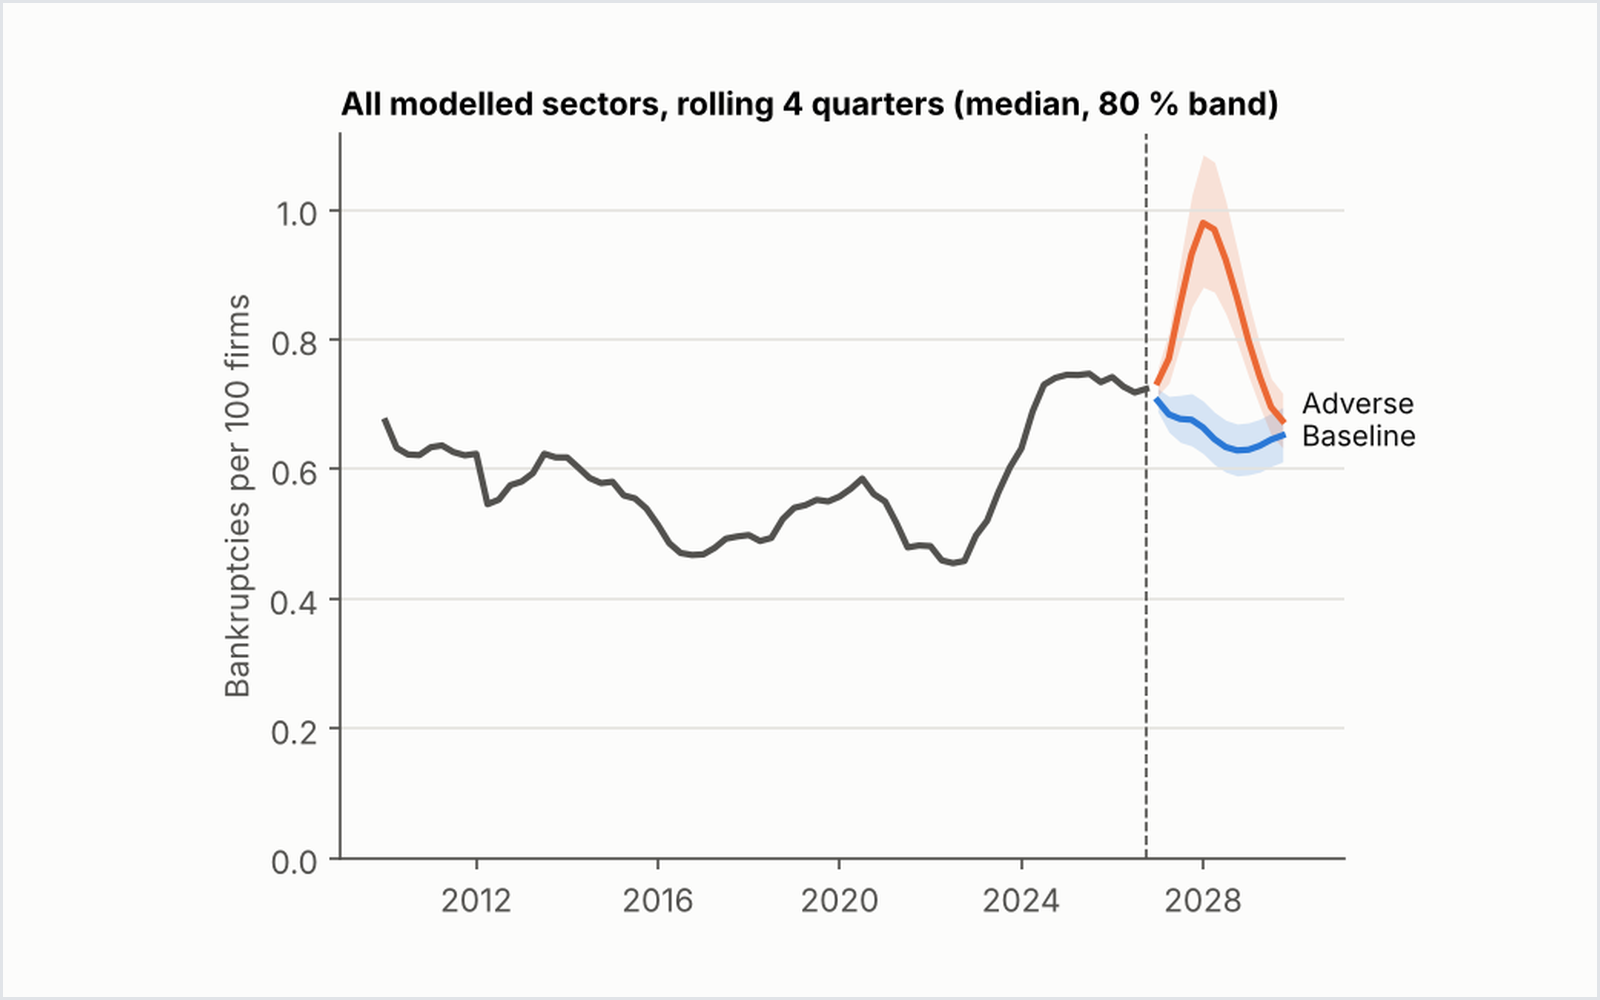 All modelled sectors, rolling 4 quarters (median, 80 % band)
Bankruptcies per 100 firms
1.0
0.8
0.6
0.4
0.2
0.0
Adverse
Baseline
2012 2016 2020 2024 2028